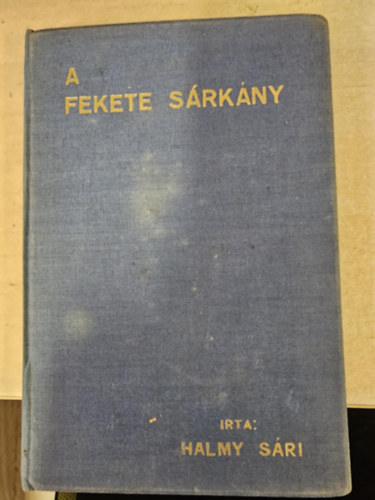 A
FEKETE SÁRKÁNY
IRTA:
HALMY SÁRI